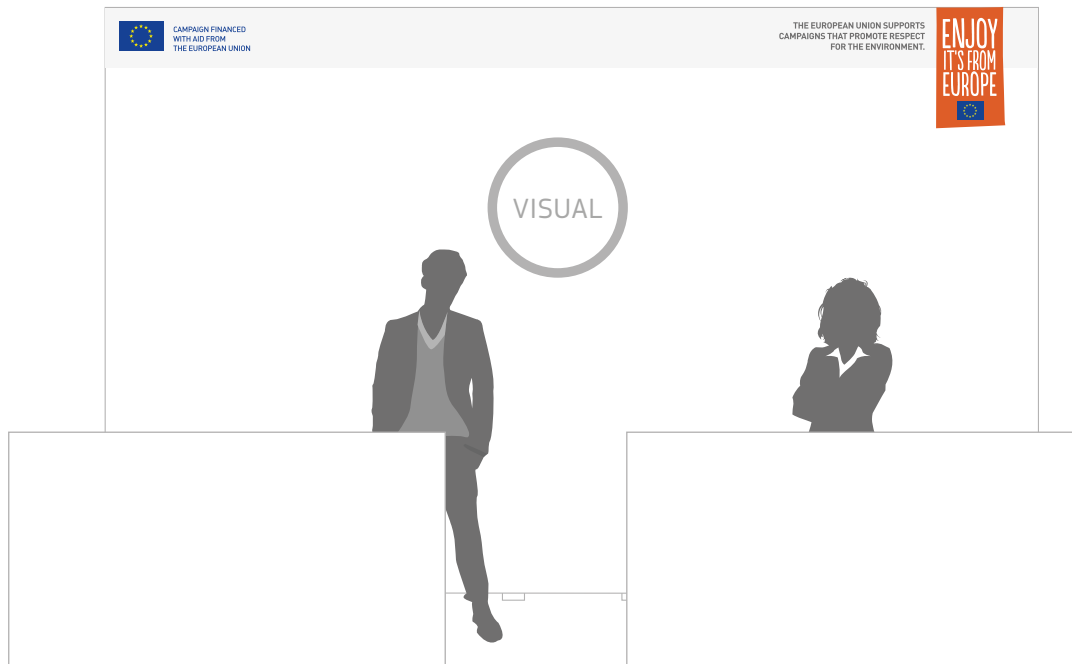 CAMPAIGN FINANCED
WITH AID FROM
THE EUROPEAN UNION
THE EUROPEAN UNION SUPPORTS
CAMPAIGNS THAT PROMOTE RESPECT
FOR THE ENVIRONMENT.
ENJOY
IT'S FROM
EUROPE
VISUAL